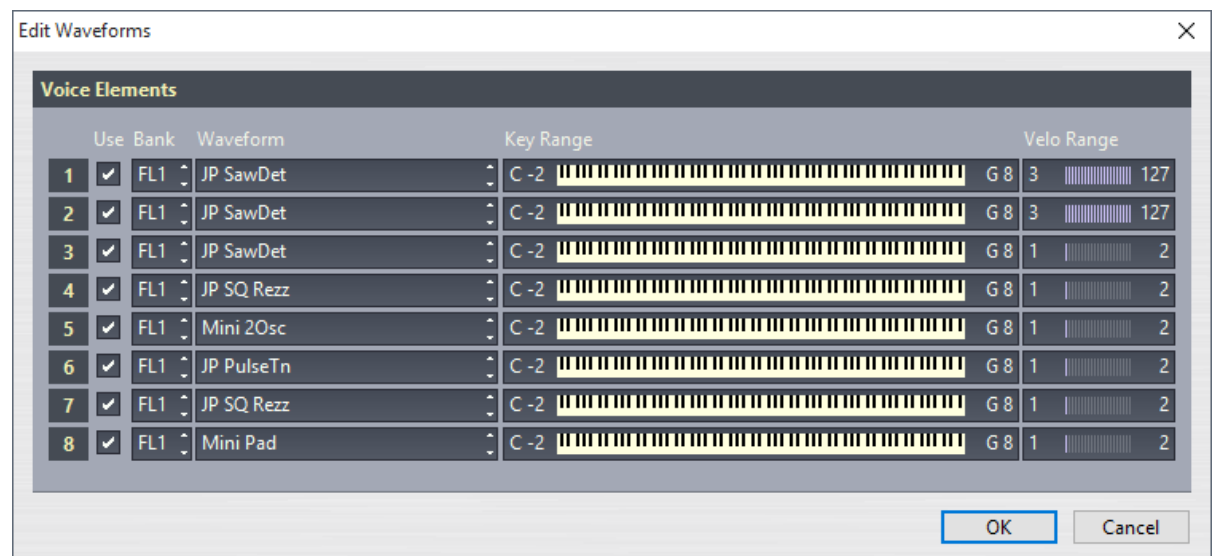 Edit Waveforms
Voice Elements
Use Bank Waveform Key Range Velo Range
1 FL1 JP SawDet C -2 G 8 3 127
2 FL1 JP SawDet C -2 G 8 3 127
3 FL1 JP SawDet C -2 G 8 1 2
4 FL1 JP SQ Rezz C -2 G 8 1 2
5 FL1 Mini 2Osc C -2 G 8 1 2
6 FL1 JP PulseTn C -2 G 8 1 2
7 FL1 JP SQ Rezz C -2 G 8 1 2
8 FL1 Mini Pad C -2 G 8 1 2
OK Cancel